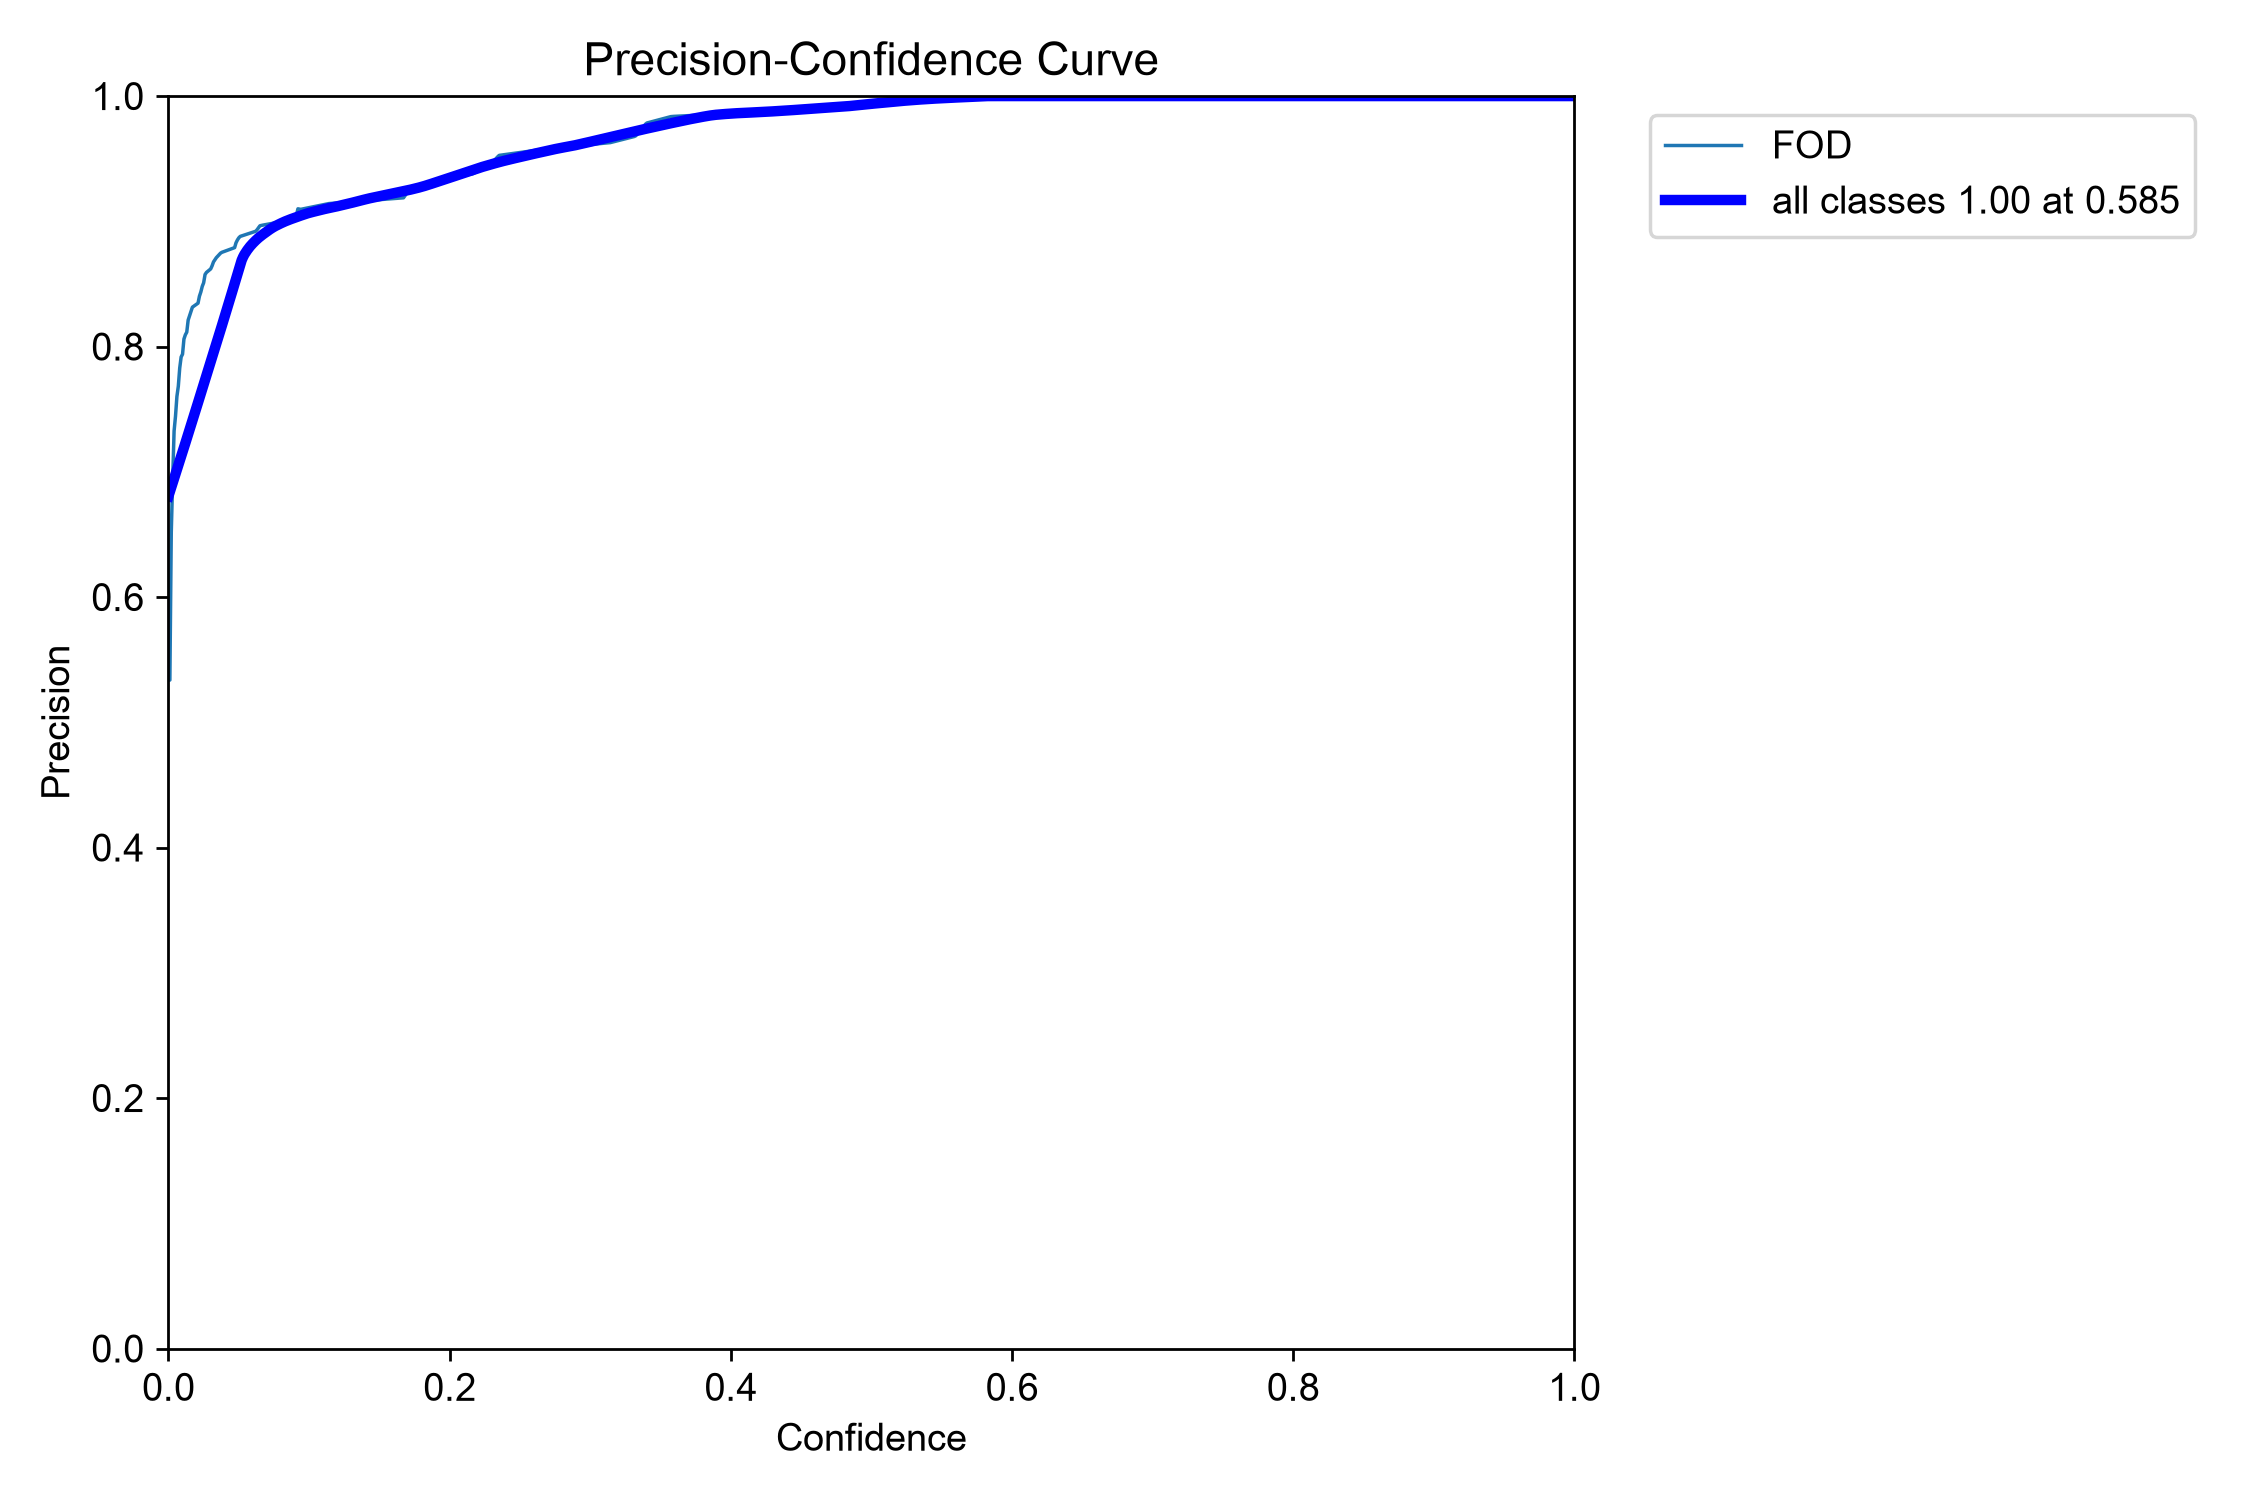 Precision-Confidence Curve
1.0
0.8
0.6
0.4
0.2
0.0
Precision
0.0 0.2 0.4 0.6 0.8 1.0
Confidence
FOD
all classes 1.00 at 0.585